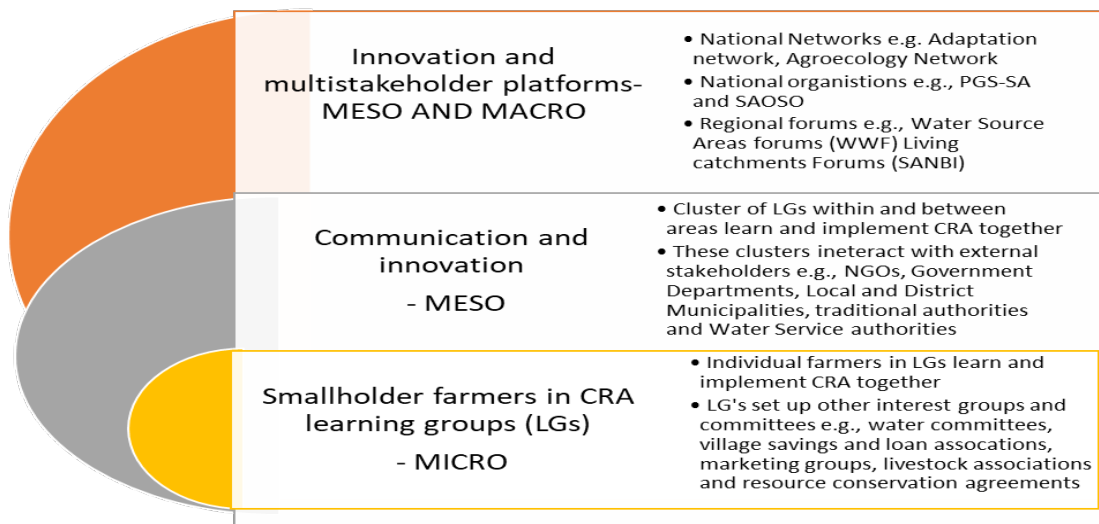 Innovation and
multistakeholder platforms-
MESO AND MACRO
• National Networks e.g. Adaptation
network, Agroecology Network
• National organistions e.g., PGS-SA
and SAOSO
• Regional forums e.g., Water Source
Areas forums (WWF) Living
catchments Forums (SANBI)
Communication and
innovation
- MESO
• Cluster of LGs within and between
areas learn and implement CRA together
• These clusters ineteract with external
stakeholders e.g., NGOs, Government
Departments, Local and District
Municipalities, traditional authorities
and Water Service authorities
Smallholder farmers in CRA
learning groups (LGs)
- MICRO
• Individual farmers in LGs learn and
implement CRA together
• LG's set up other interest groups and
committees e.g., water committees,
village savings and loan assocations,
marketing groups, livestock associations
and resource conservation agreements